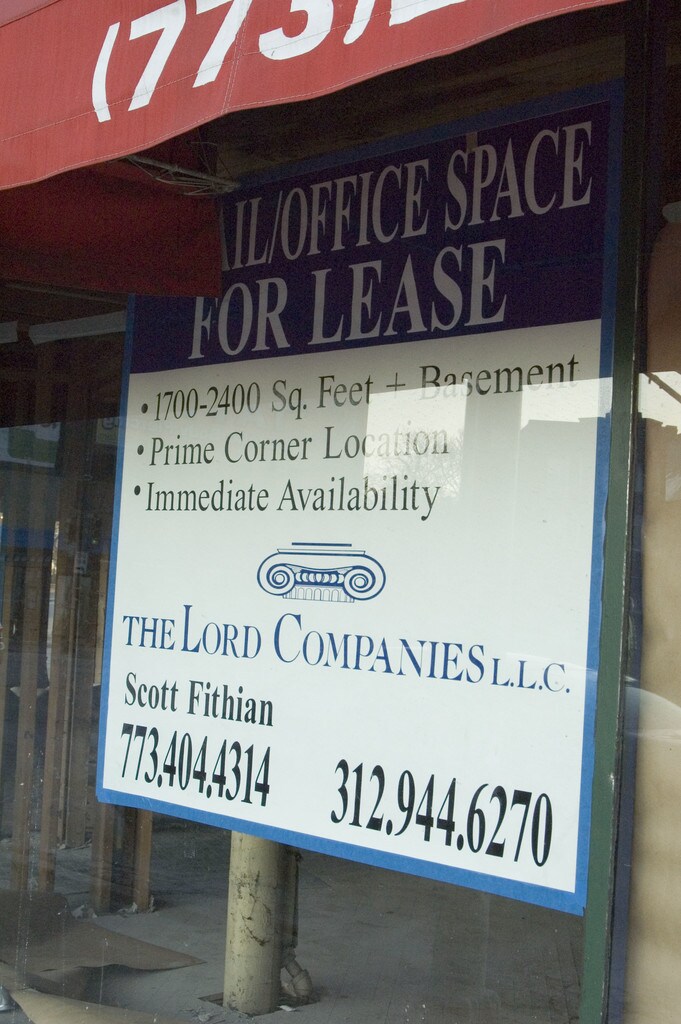 (773)
AIL/OFFICE SPACE
FOR LEASE
• 1700-2400 Sq. Feet + Basement
• Prime Corner Location
• Immediate Availability
THE LORD COMPANIES L.L.C.
Scott Fithian
773.404.4314 312.944.6270